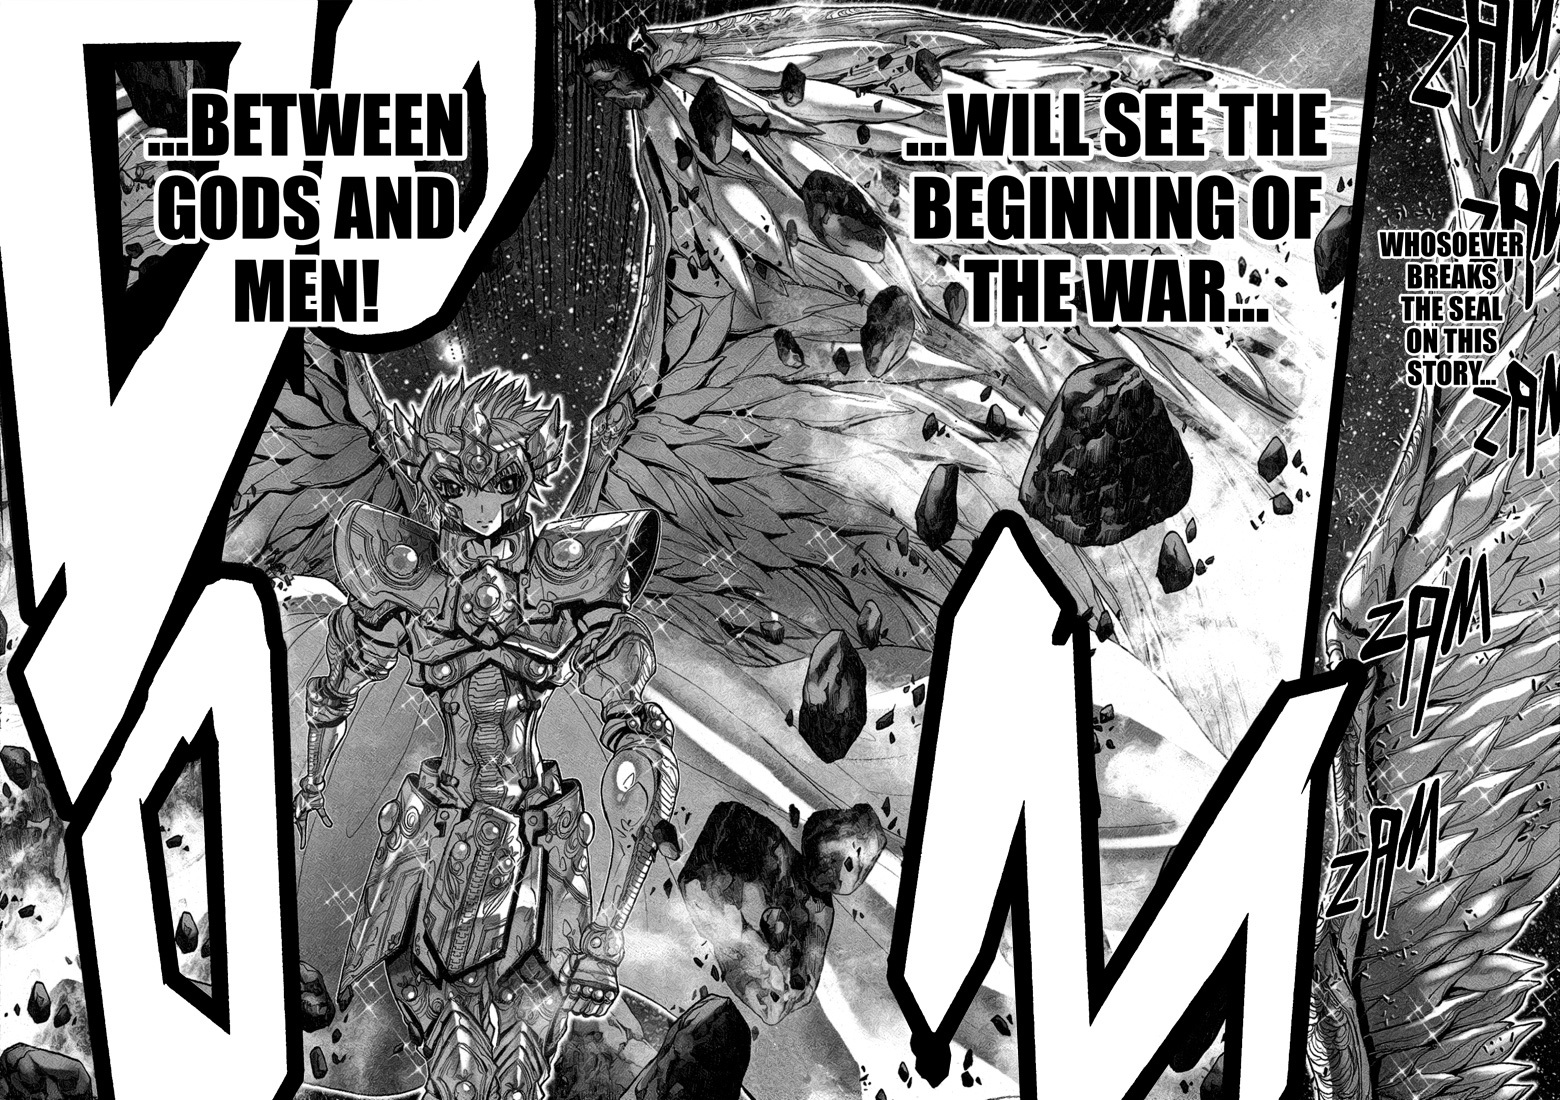 ZAM
ZAM
WHOSOEVER
BREAKS
THE SEAL
ON THIS
STORY...
ZAM
ZAM
ZAM
...WILL SEE THE
BEGINNING OF
THE WAR...
...BETWEEN
GODS AND
MEN!